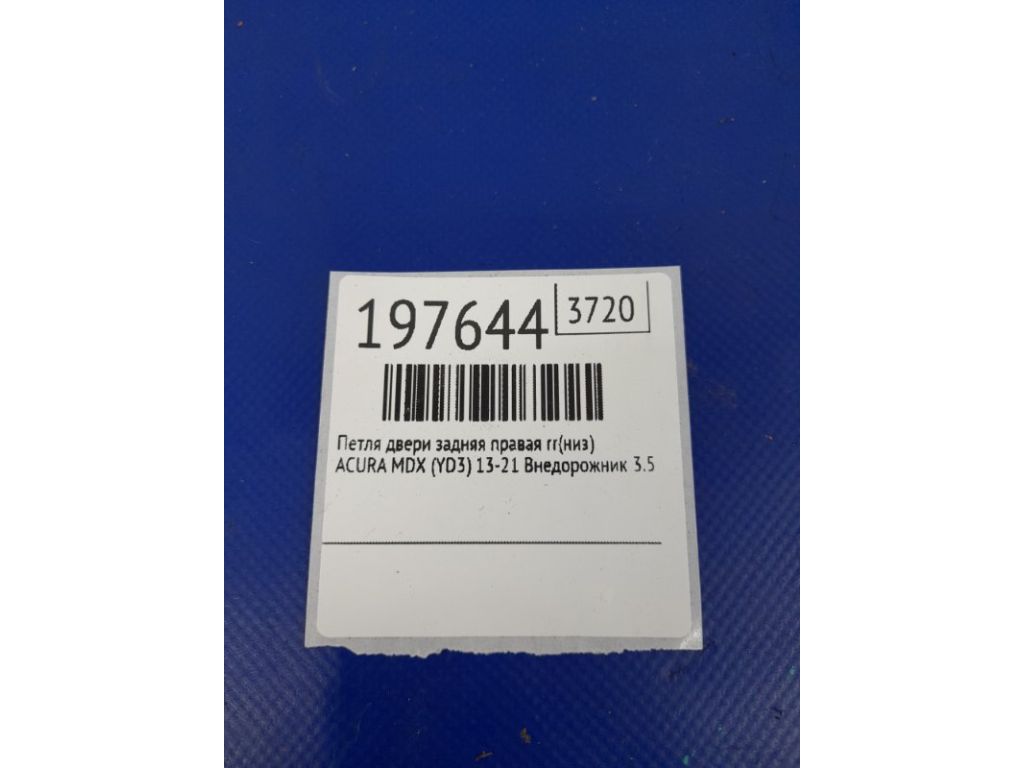 197644 3720
Петля двери задняя правая rr(низ)
ACURA MDX (YD3) 13-21 Внедорожник 3.5